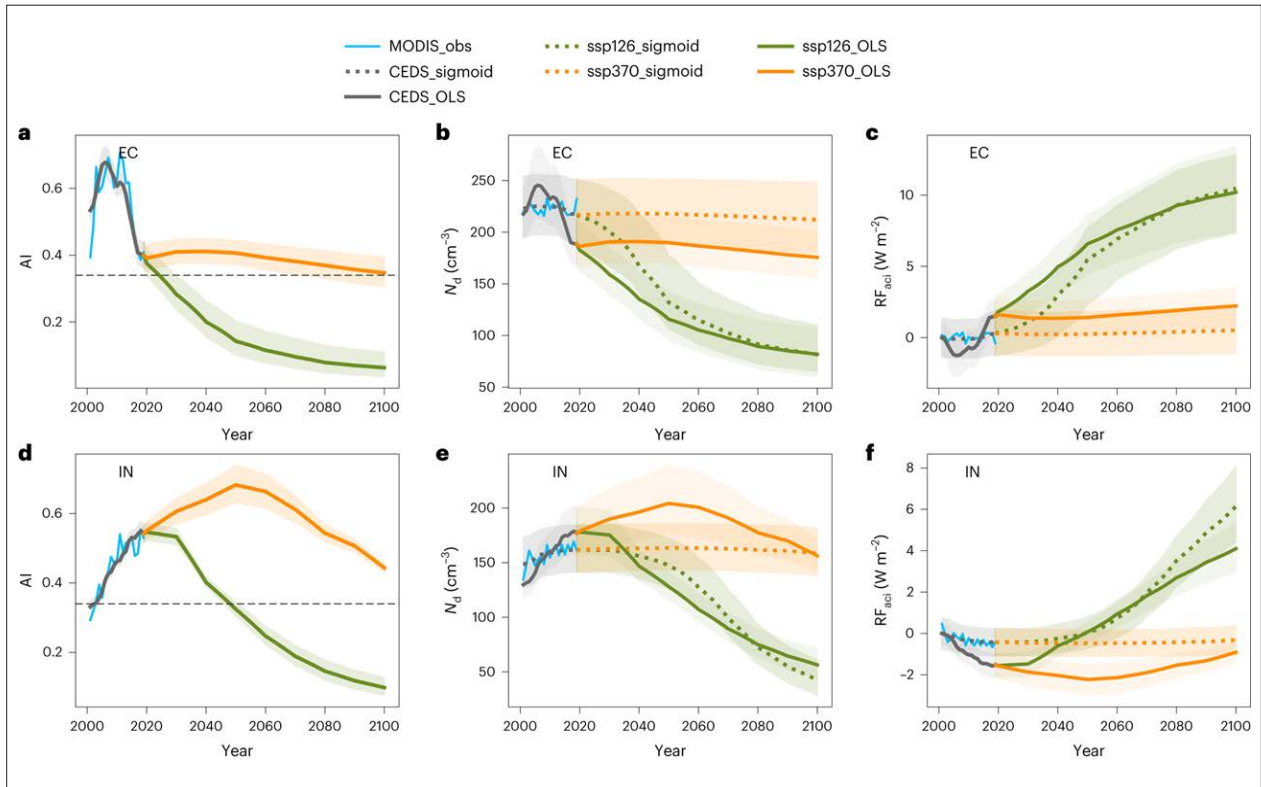 MODIS_obs ssp126_sigmoid ssp126_OLS
CEDS_sigmoid ssp370_sigmoid ssp370_OLS
CEDS_OLS
a b c
EC EC EC
AI
0.6
0.4
0.2
2000 2020 2040 2060 2080 2100
Year
Nd (cm−3)
250
200
150
100
50
2000 2020 2040 2060 2080 2100
Year
RFaci (W m−2)
10
5
0
2000 2020 2040 2060 2080 2100
Year
d e f
IN IN IN
AI
0.6
0.4
0.2
2000 2020 2040 2060 2080 2100
Year
Nd (cm−3)
200
150
100
50
2000 2020 2040 2060 2080 2100
Year
RFaci (W m−2)
8
6
4
2
0
−2
2000 2020 2040 2060 2080 2100
Year